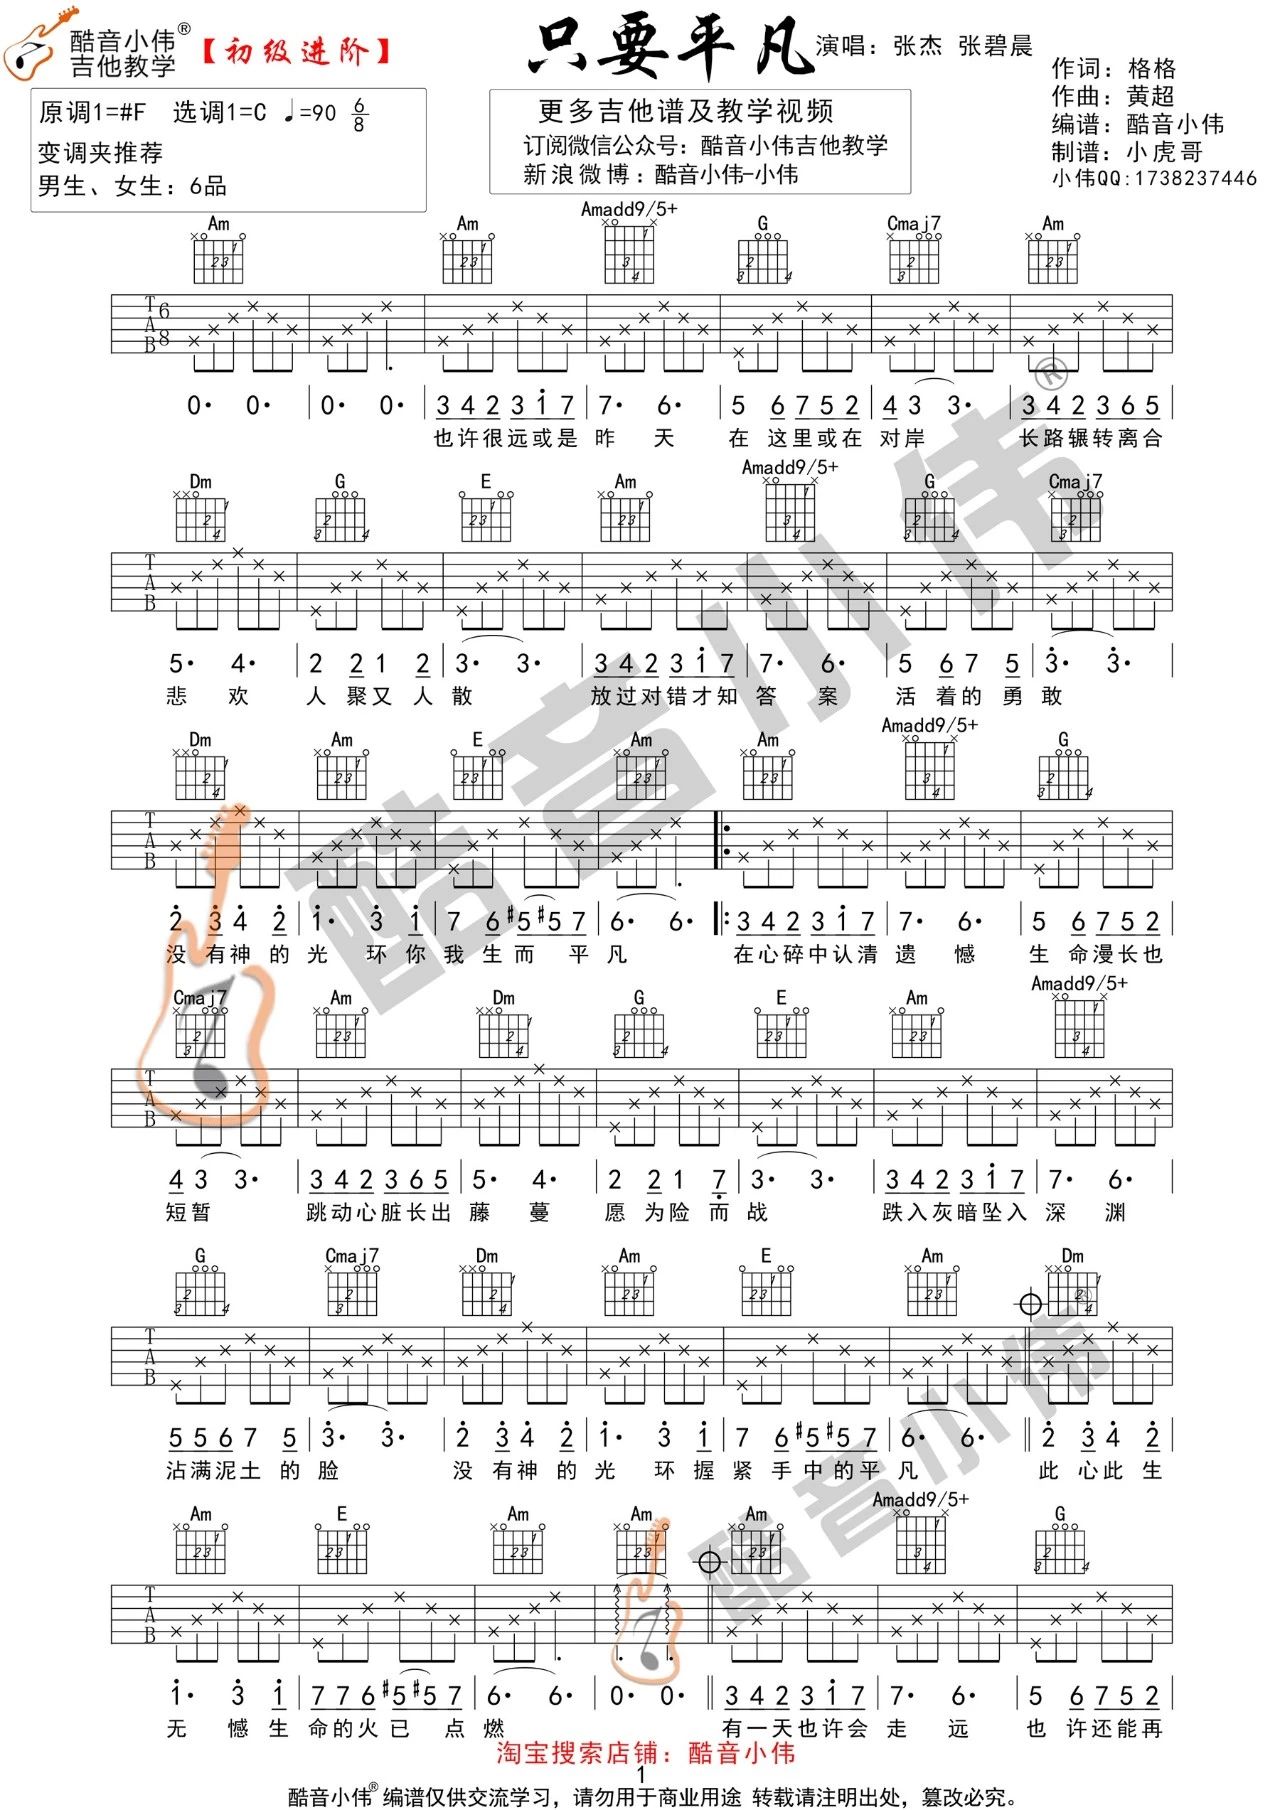 酷音小伟®
吉他教学
【初级进阶】
只要平凡
演唱：张杰 张碧晨
作词：格格
作曲：黄超
编谱：酷音小伟
制谱：小虎哥
小伟QQ:1738237446
原调1=#F 选调1=C ♩=90 6/8
变调夹推荐
男生、女生：6品
更多吉他谱及教学视频
订阅微信公众号：酷音小伟吉他教学
新浪微博：酷音小伟-小伟
Am Am Amadd9/5+ G Cmaj7 Am
0· 0· | 0· 0· | 3 4 2 3 i 7 | 7· 6· | 5 6 7 5 2 | 4 3 3· | 3 4 2 3 6 5
也许很远或是 昨 天 在 这里或在 对岸 长路辗转离合
Dm G E Am Amadd9/5+ G Cmaj7
5· 4· | 2 2 1 2 | 3· 3· | 3 4 2 3 i 7 | 7· 6· | 5 6 7 5 | 3· 3·
悲 欢 人 聚又 人 散 放过对错才知 答 案 活 着的 勇 敢
Dm Am E Am Am Amadd9/5+ G
2 3 4 2 | i· 3 i | 7 6 #5 #5 7 | 6· 6· |: 3 4 2 3 i 7 | 7· 6· | 5 6 7 5 2
没 有神 的 光 环 你 我 生 而 平 凡 在心碎中认清 遗 憾 生 命漫长也
Cmaj7 Am Dm G E Am Amadd9/5+
4 3 3· | 3 4 2 3 6 5 | 5· 4· | 2 2 1 7 | 3· 3· | 3 4 2 3 i 7 | 7· 6·
短暂 跳动心脏长出 藤 蔓 愿 为险 而 战 跌入灰暗坠入 深 渊
G Cmaj7 Dm Am E Am Dm
5 5 6 7 5 | 3· 3· | 2 3 4 2 | i· 3 i | 7 6 #5 #5 7 | 6· 6· || 2 3 4 2
沾满泥土 的 脸 没 有神 的 光 环 握 紧 手中的平 凡 此 心此 生
Am E Am Am Am Amadd9/5+ G
i· 3 i | 7 7 6 #5 #5 7 | 6· 6· | 0· 0· || 3 4 2 3 i 7 | 7· 6· | 5 6 7 5 2
无 憾 生 命的火已 点 燃 有一天也许会 走 远 也 许还能再
淘宝搜索店铺：酷音小伟
1
酷音小伟® 编谱仅供交流学习，请勿用于商业用途 转载请注明出处，篡改必究。
酷音小伟®
酷音小伟®